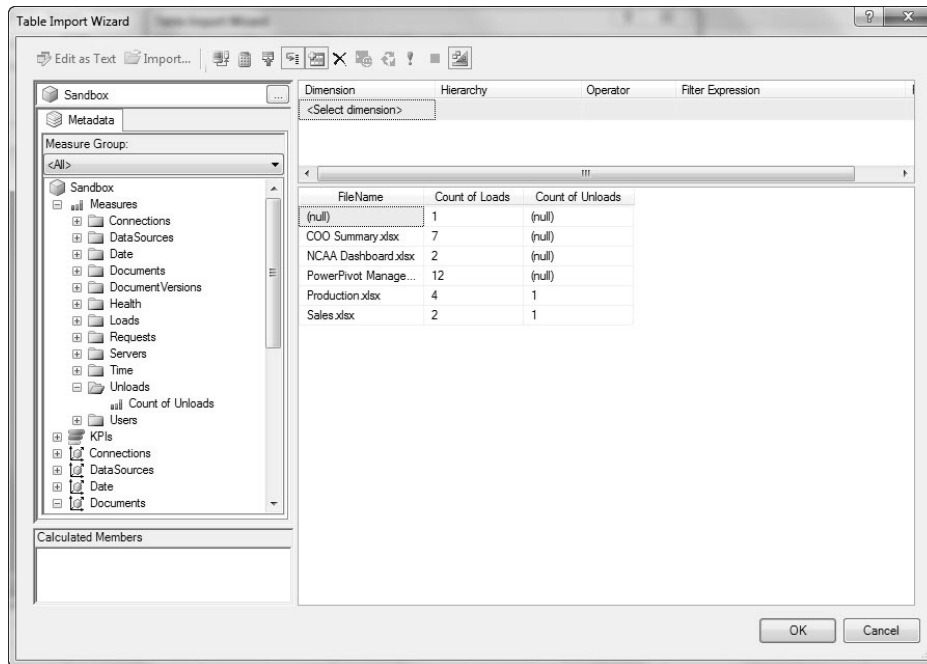 Table Import Wizard
Edit as Text Import...
Sandbox ...
Metadata
Measure Group:
<All>
Sandbox
Measures
Connections
DataSources
Date
Documents
DocumentVersions
Health
Loads
Requests
Servers
Time
Unloads
Count of Unloads
Users
KPIs
Connections
DataSources
Date
Documents
Calculated Members
Dimension Hierarchy Operator Filter Expression
<Select dimension>
FileName Count of Loads Count of Unloads
(null) 1 (null)
COO Summary.xlsx 7 (null)
NCAA Dashboard.xlsx 2 (null)
PowerPivot Manage... 12 (null)
Production.xlsx 4 1
Sales.xlsx 2 1
OK Cancel